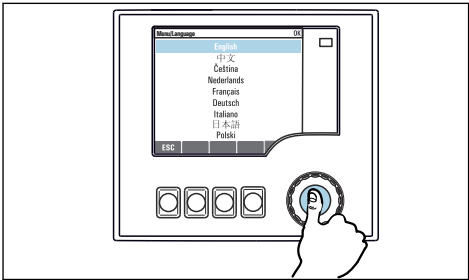 Menu/Language OK
English
中文
Čeština
Nederlands
Français
Deutsch
Italiano
日本語
Polski
ESC